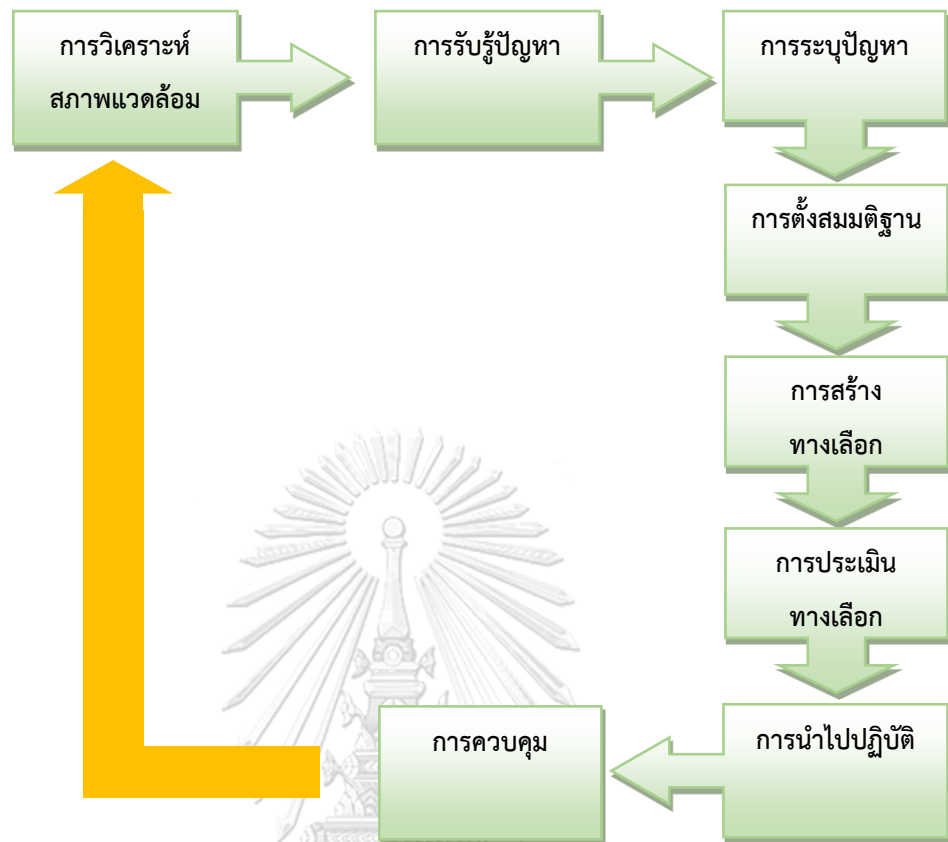 การวิเคราะห์
สภาพแวดล้อม
การรับรู้ปัญหา
การระบุปัญหา
การตั้งสมมติฐาน
การสร้าง
ทางเลือก
การประเมิน
ทางเลือก
การนำไปปฏิบัติ
การควบคุม